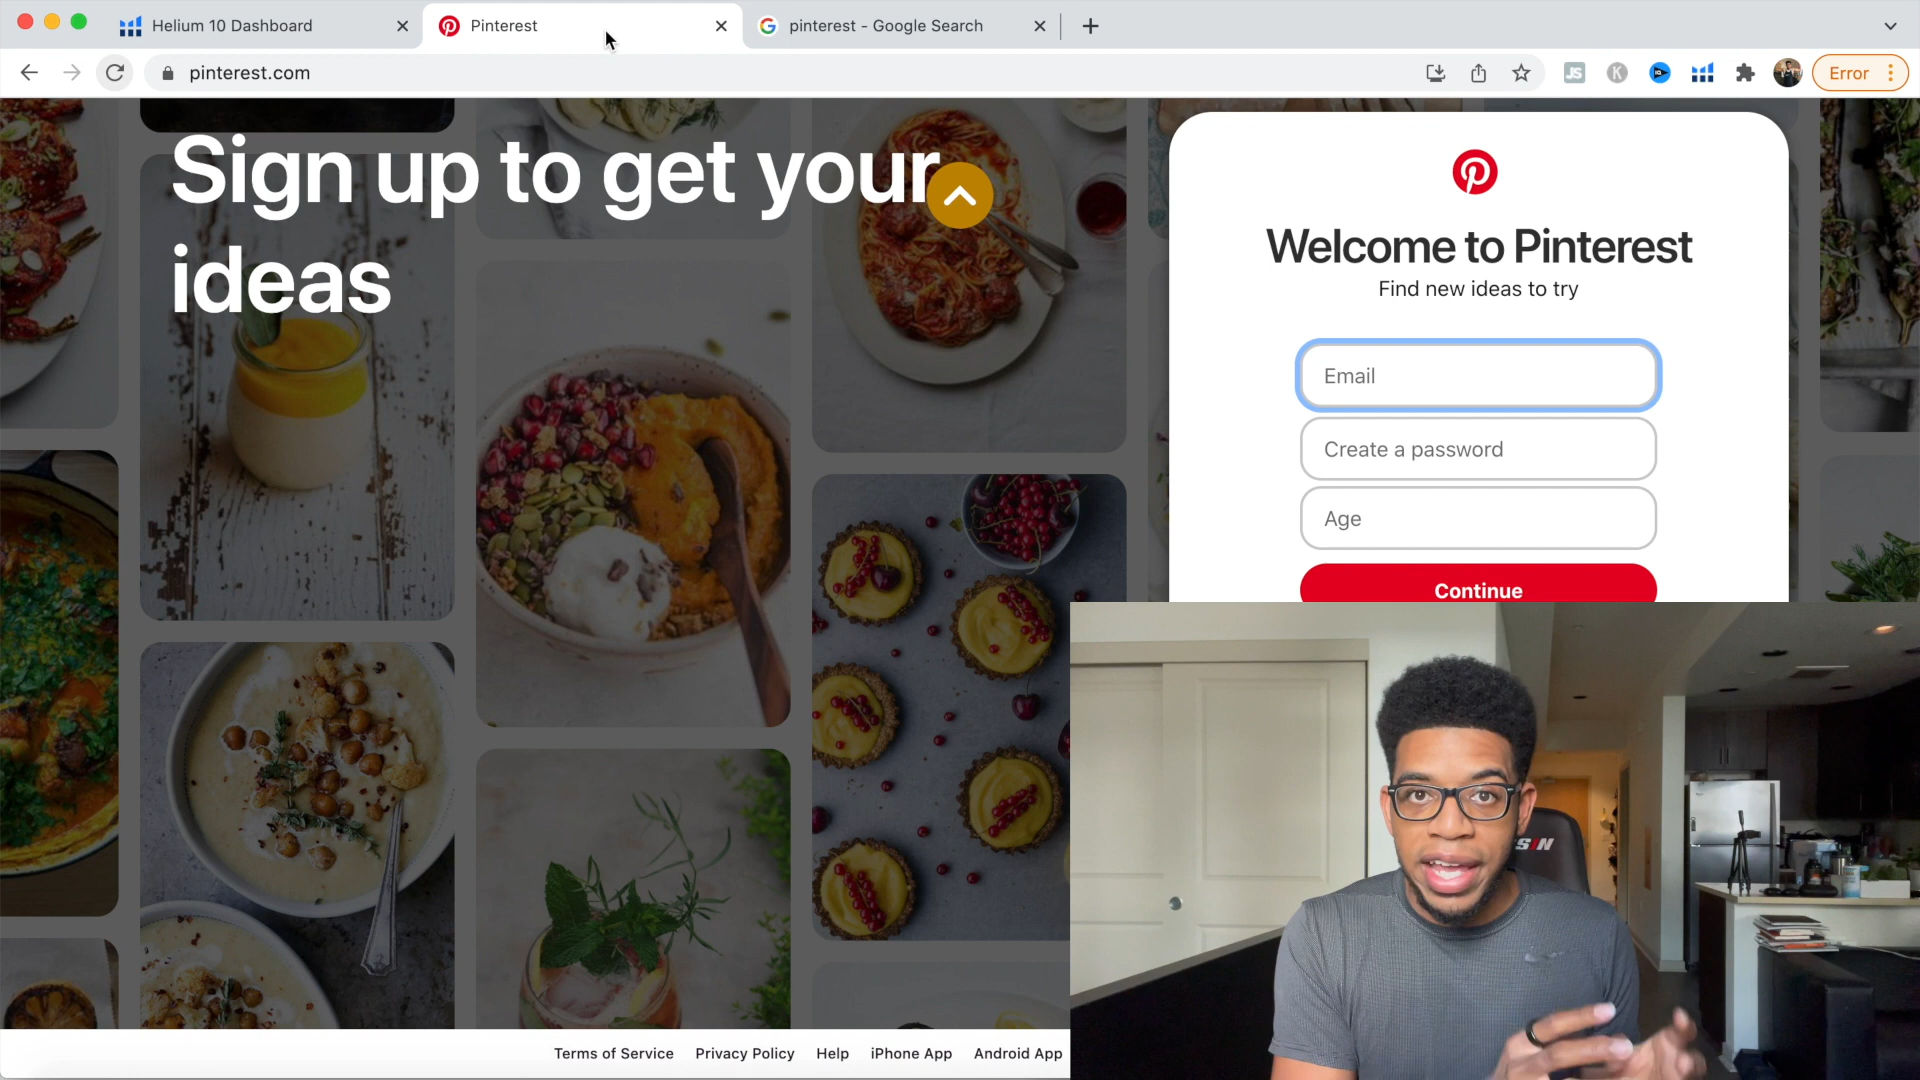 Helium 10 Dashboard
Pinterest
pinterest - Google Search
pinterest.com
JS
K
Error
Sign up to get your
ideas
Welcome to Pinterest
Find new ideas to try
Email
Create a password
Age
Continue
Terms of Service
Privacy Policy
Help
iPhone App
Android App